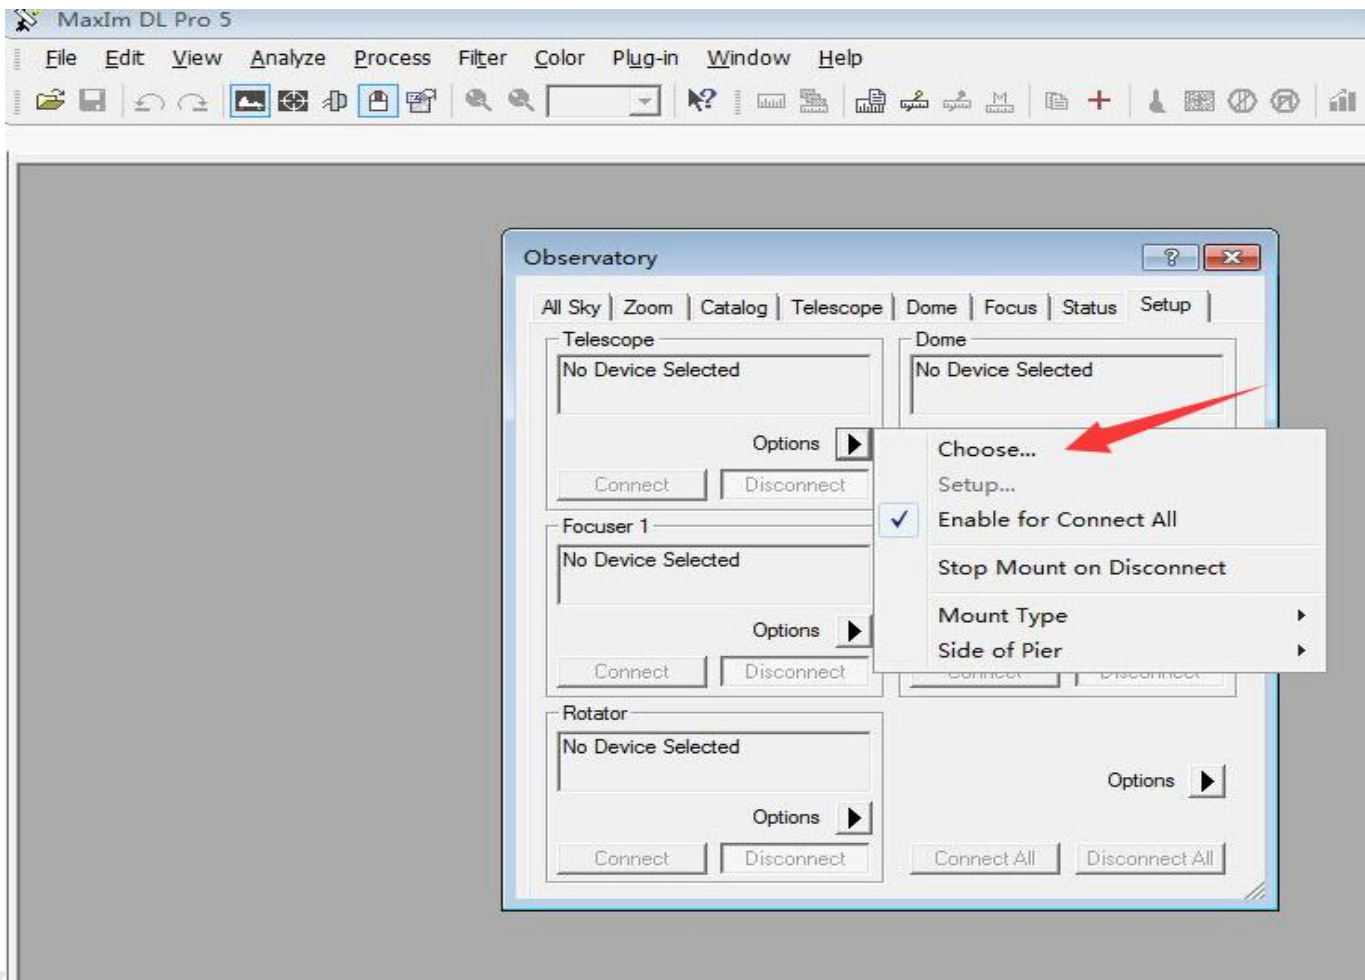 MaxIm DL Pro 5
File Edit View Analyze Process Filter Color Plug-in Window Help
Observatory
All Sky Zoom Catalog Telescope Dome Focus Status Setup
Telescope
No Device Selected
Options
Connect Disconnect
Dome
No Device Selected
Choose...
Setup...
Enable for Connect All
Stop Mount on Disconnect
Mount Type
Side of Pier
Focuser 1
No Device Selected
Options
Connect Disconnect
Connect Disconnect
Rotator
No Device Selected
Options
Connect Disconnect
Options
Connect All Disconnect All